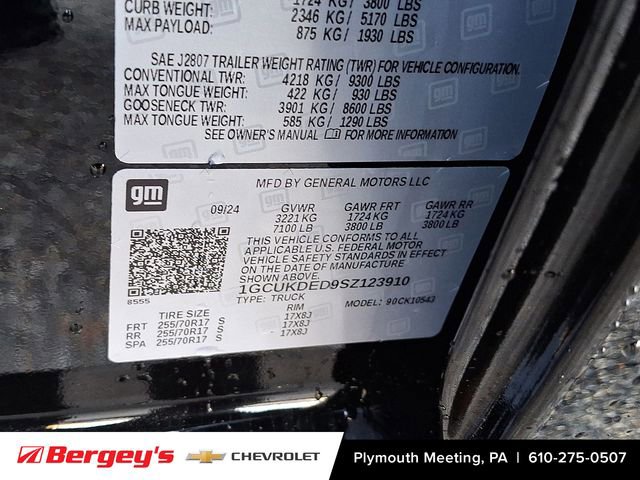 1724 KG / 3800 LBS
CURB WEIGHT: 2346 KG / 5170 LBS
MAX PAYLOAD: 875 KG / 1930 LBS
SAE J2807 TRAILER WEIGHT RATING (TWR) FOR VEHICLE CONFIGURATION.
CONVENTIONAL TWR: 4218 KG / 9300 LBS
MAX TONGUE WEIGHT: 422 KG / 930 LBS
GOOSENECK TWR: 3901 KG / 8600 LBS
MAX TONGUE WEIGHT: 585 KG / 1290 LBS
SEE OWNER'S MANUAL FOR MORE INFORMATION
gm
MFD BY GENERAL MOTORS LLC
09/24 GVWR GAWR FRT GAWR RR
3221 KG 1724 KG 1724 KG
7100 LB 3800 LB 3800 LB
THIS VEHICLE CONFORMS TO ALL
APPLICABLE U.S. FEDERAL MOTOR
VEHICLE SAFETY STANDARDS IN EFFECT
ON THE DATE OF MANUFACTURE SHOWN ABOVE.
1GCUKDED9SZ123910
8555
TYPE: TRUCK MODEL: 90CK10543
TIRE SIZE RIM
FRT 255/70R17 S 17X8J
RR 255/70R17 S 17X8J
SPA 255/70R17 S 17X8J
Bergey's CHEVROLET Plymouth Meeting, PA | 610-275-0507